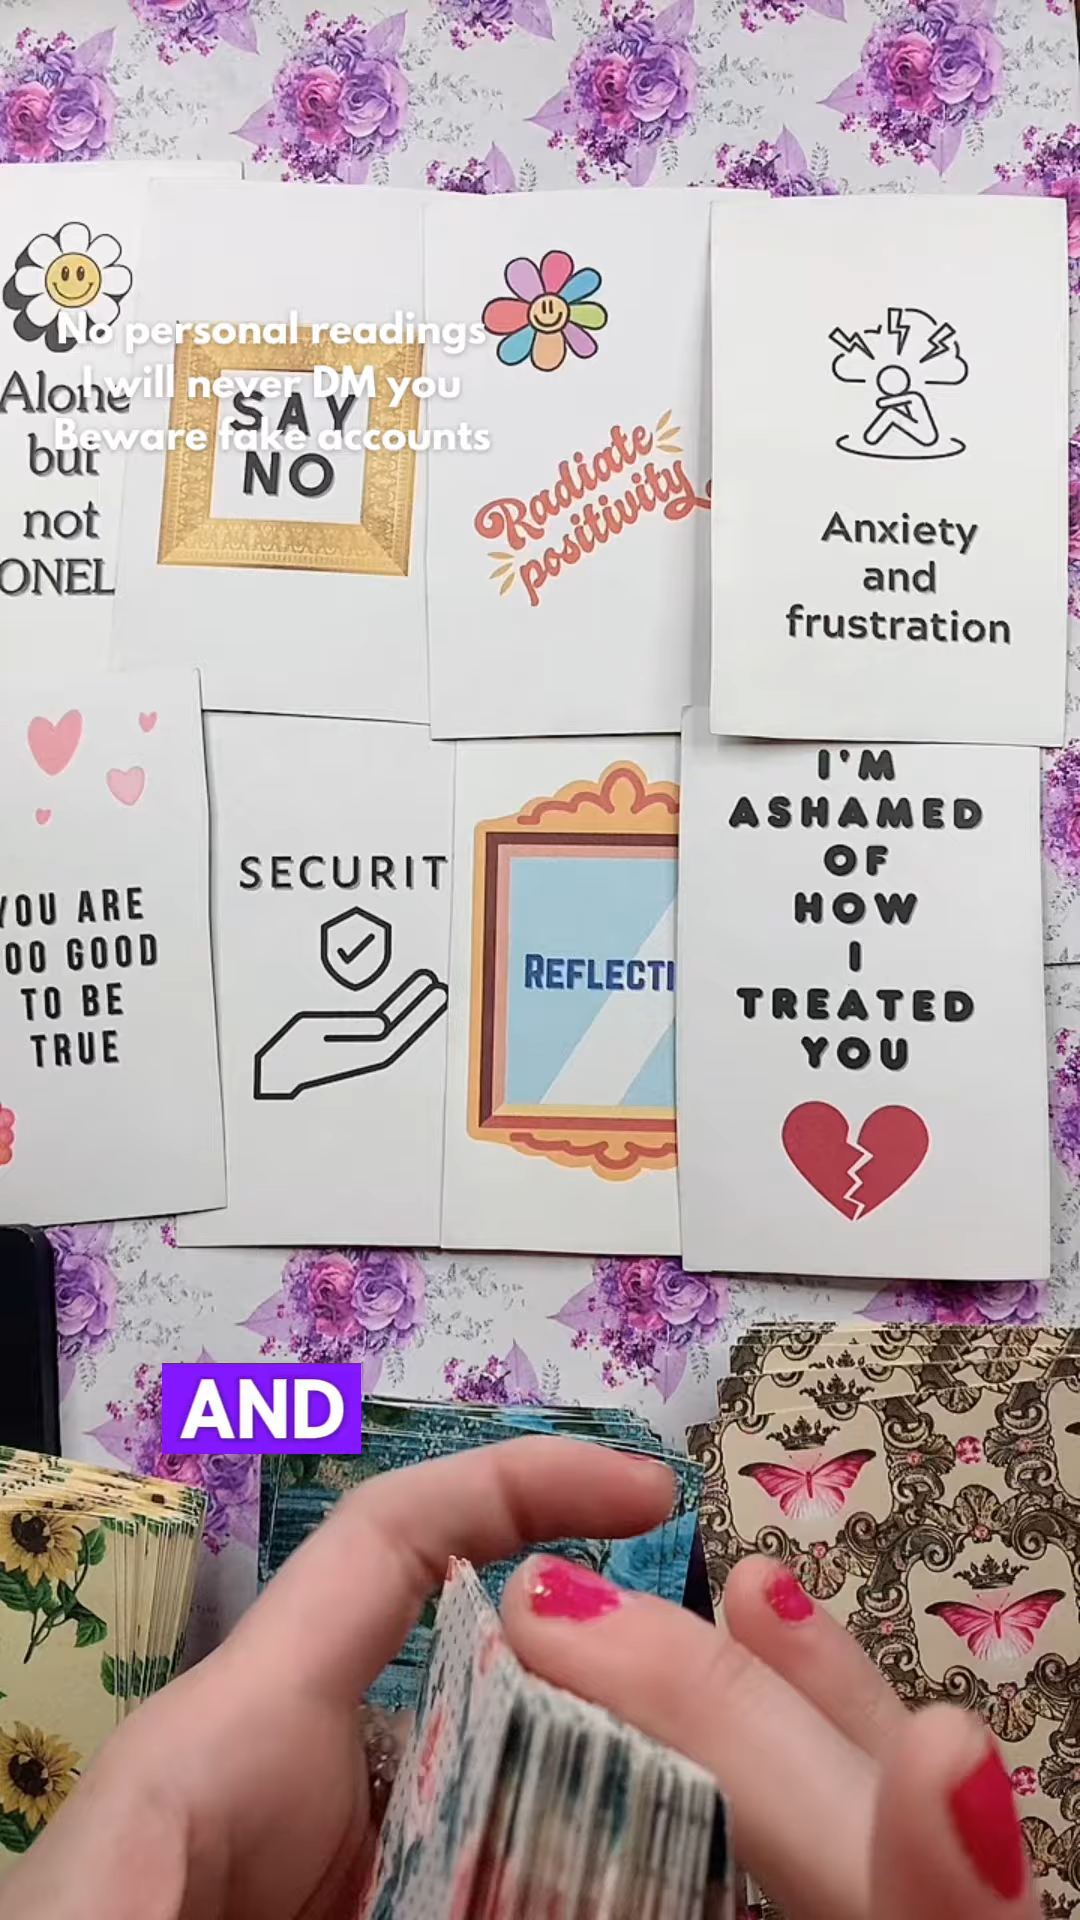 No personal readings
I will never DM you
Beware fake accounts
Alone
but
not
ONEL
SAY
NO
Radiate
positivity
Anxiety
and
frustration
YOU ARE
OO GOOD
TO BE
TRUE
SECURIT
REFLECTI
I'M
ASHAMED
OF
HOW
I
TREATED
YOU
AND